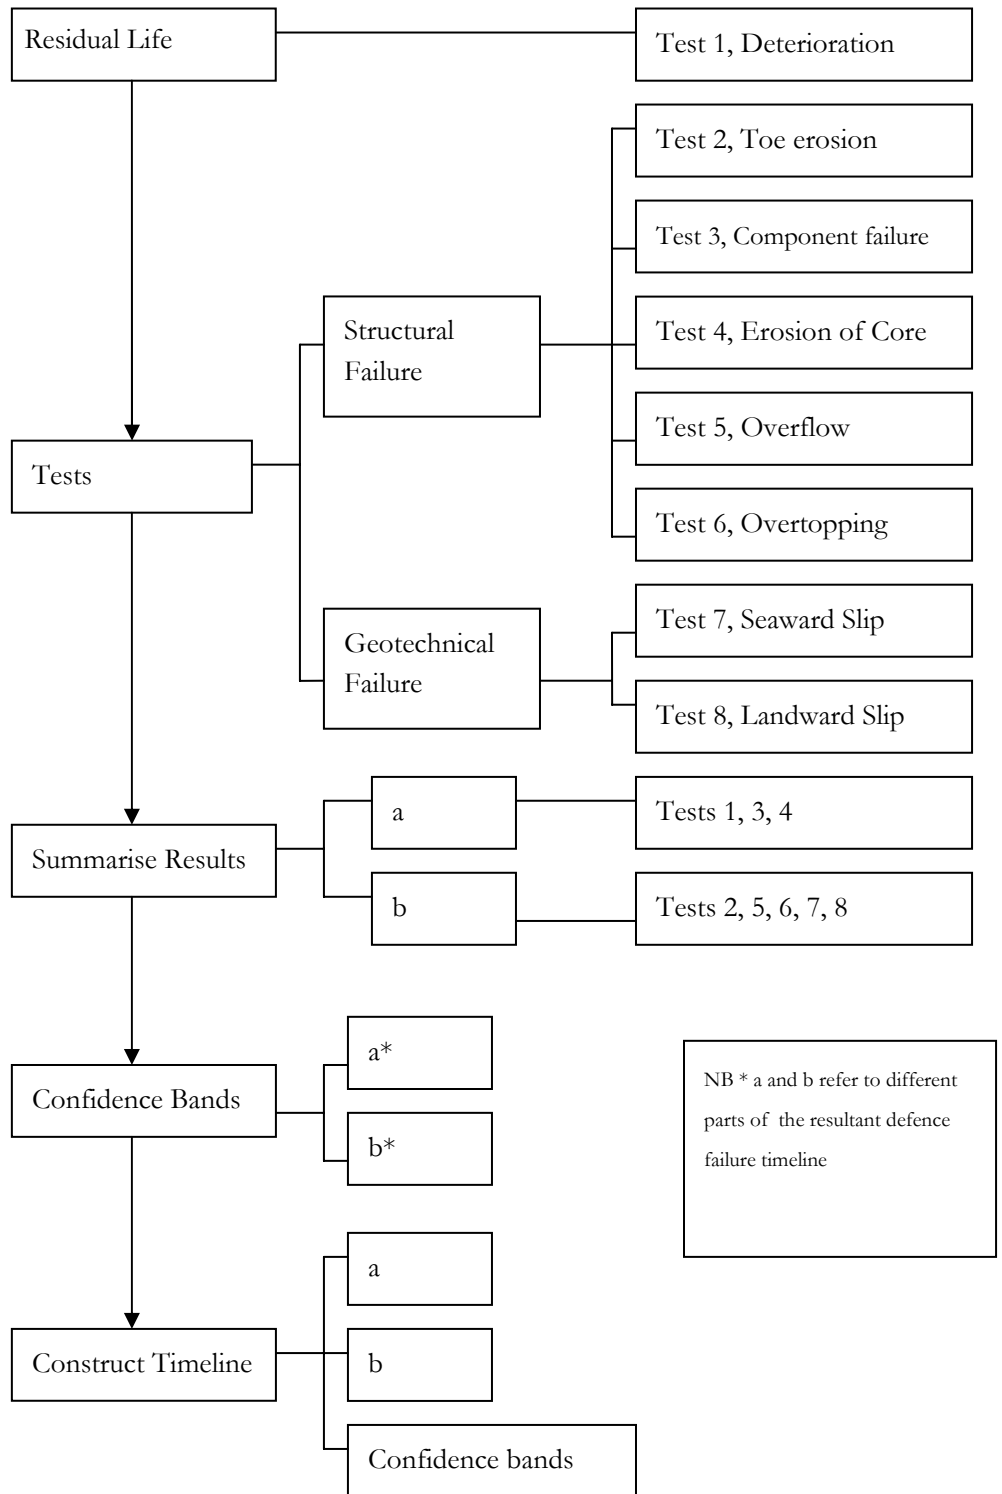 Residual Life
Test 1, Deterioration
Test 2, Toe erosion
Test 3, Component failure
Structural
Failure
Test 4, Erosion of Core
Test 5, Overflow
Tests
Test 6, Overtopping
Geotechnical
Failure
Test 7, Seaward Slip
Test 8, Landward Slip
Summarise Results
a
Tests 1, 3, 4
b
Tests 2, 5, 6, 7, 8
Confidence Bands
a*
b*
NB * a and b refer to different
parts of the resultant defence
failure timeline
Construct Timeline
a
b
Confidence bands